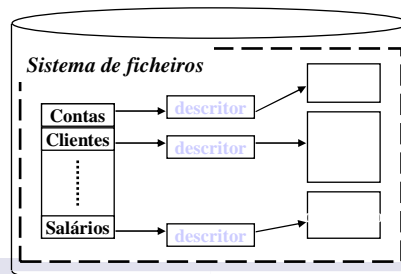 Sistema de ficheiros
Contas
descritor
Clientes
descritor
Salários
descritor